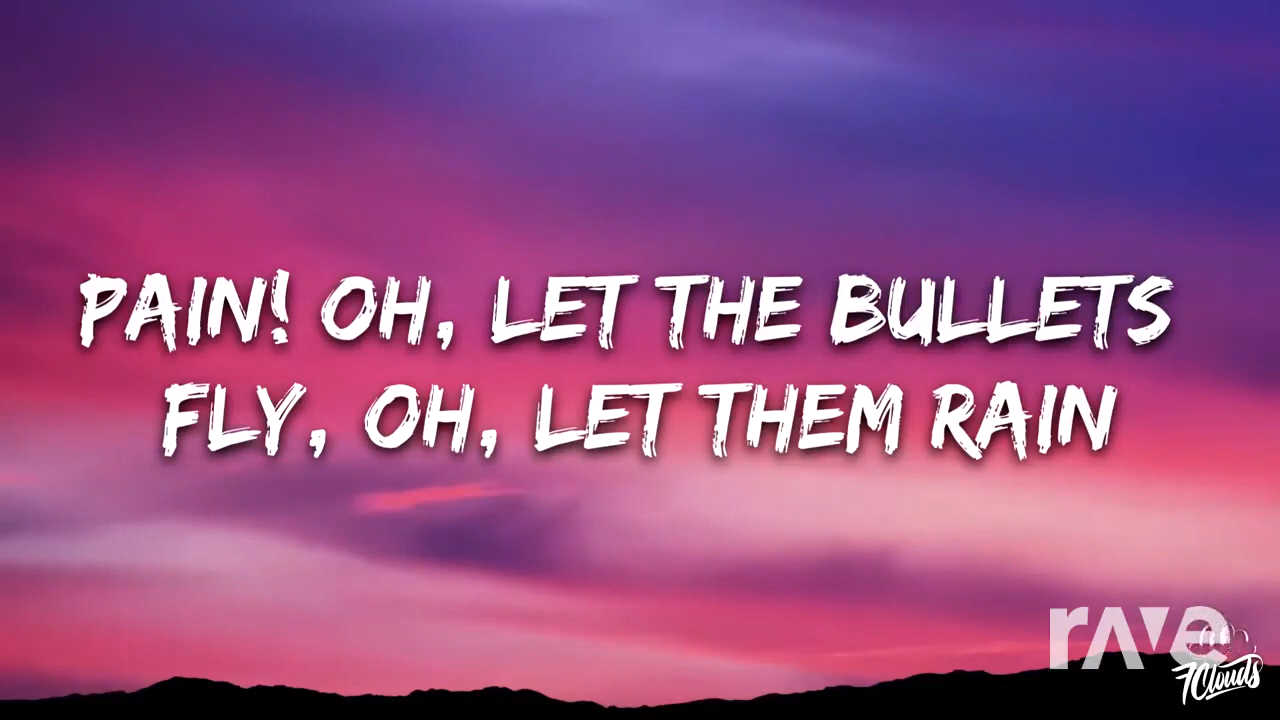 PAIN! OH, LET THE BULLETS
FLY, OH, LET THEM RAIN
rave
7Clouds